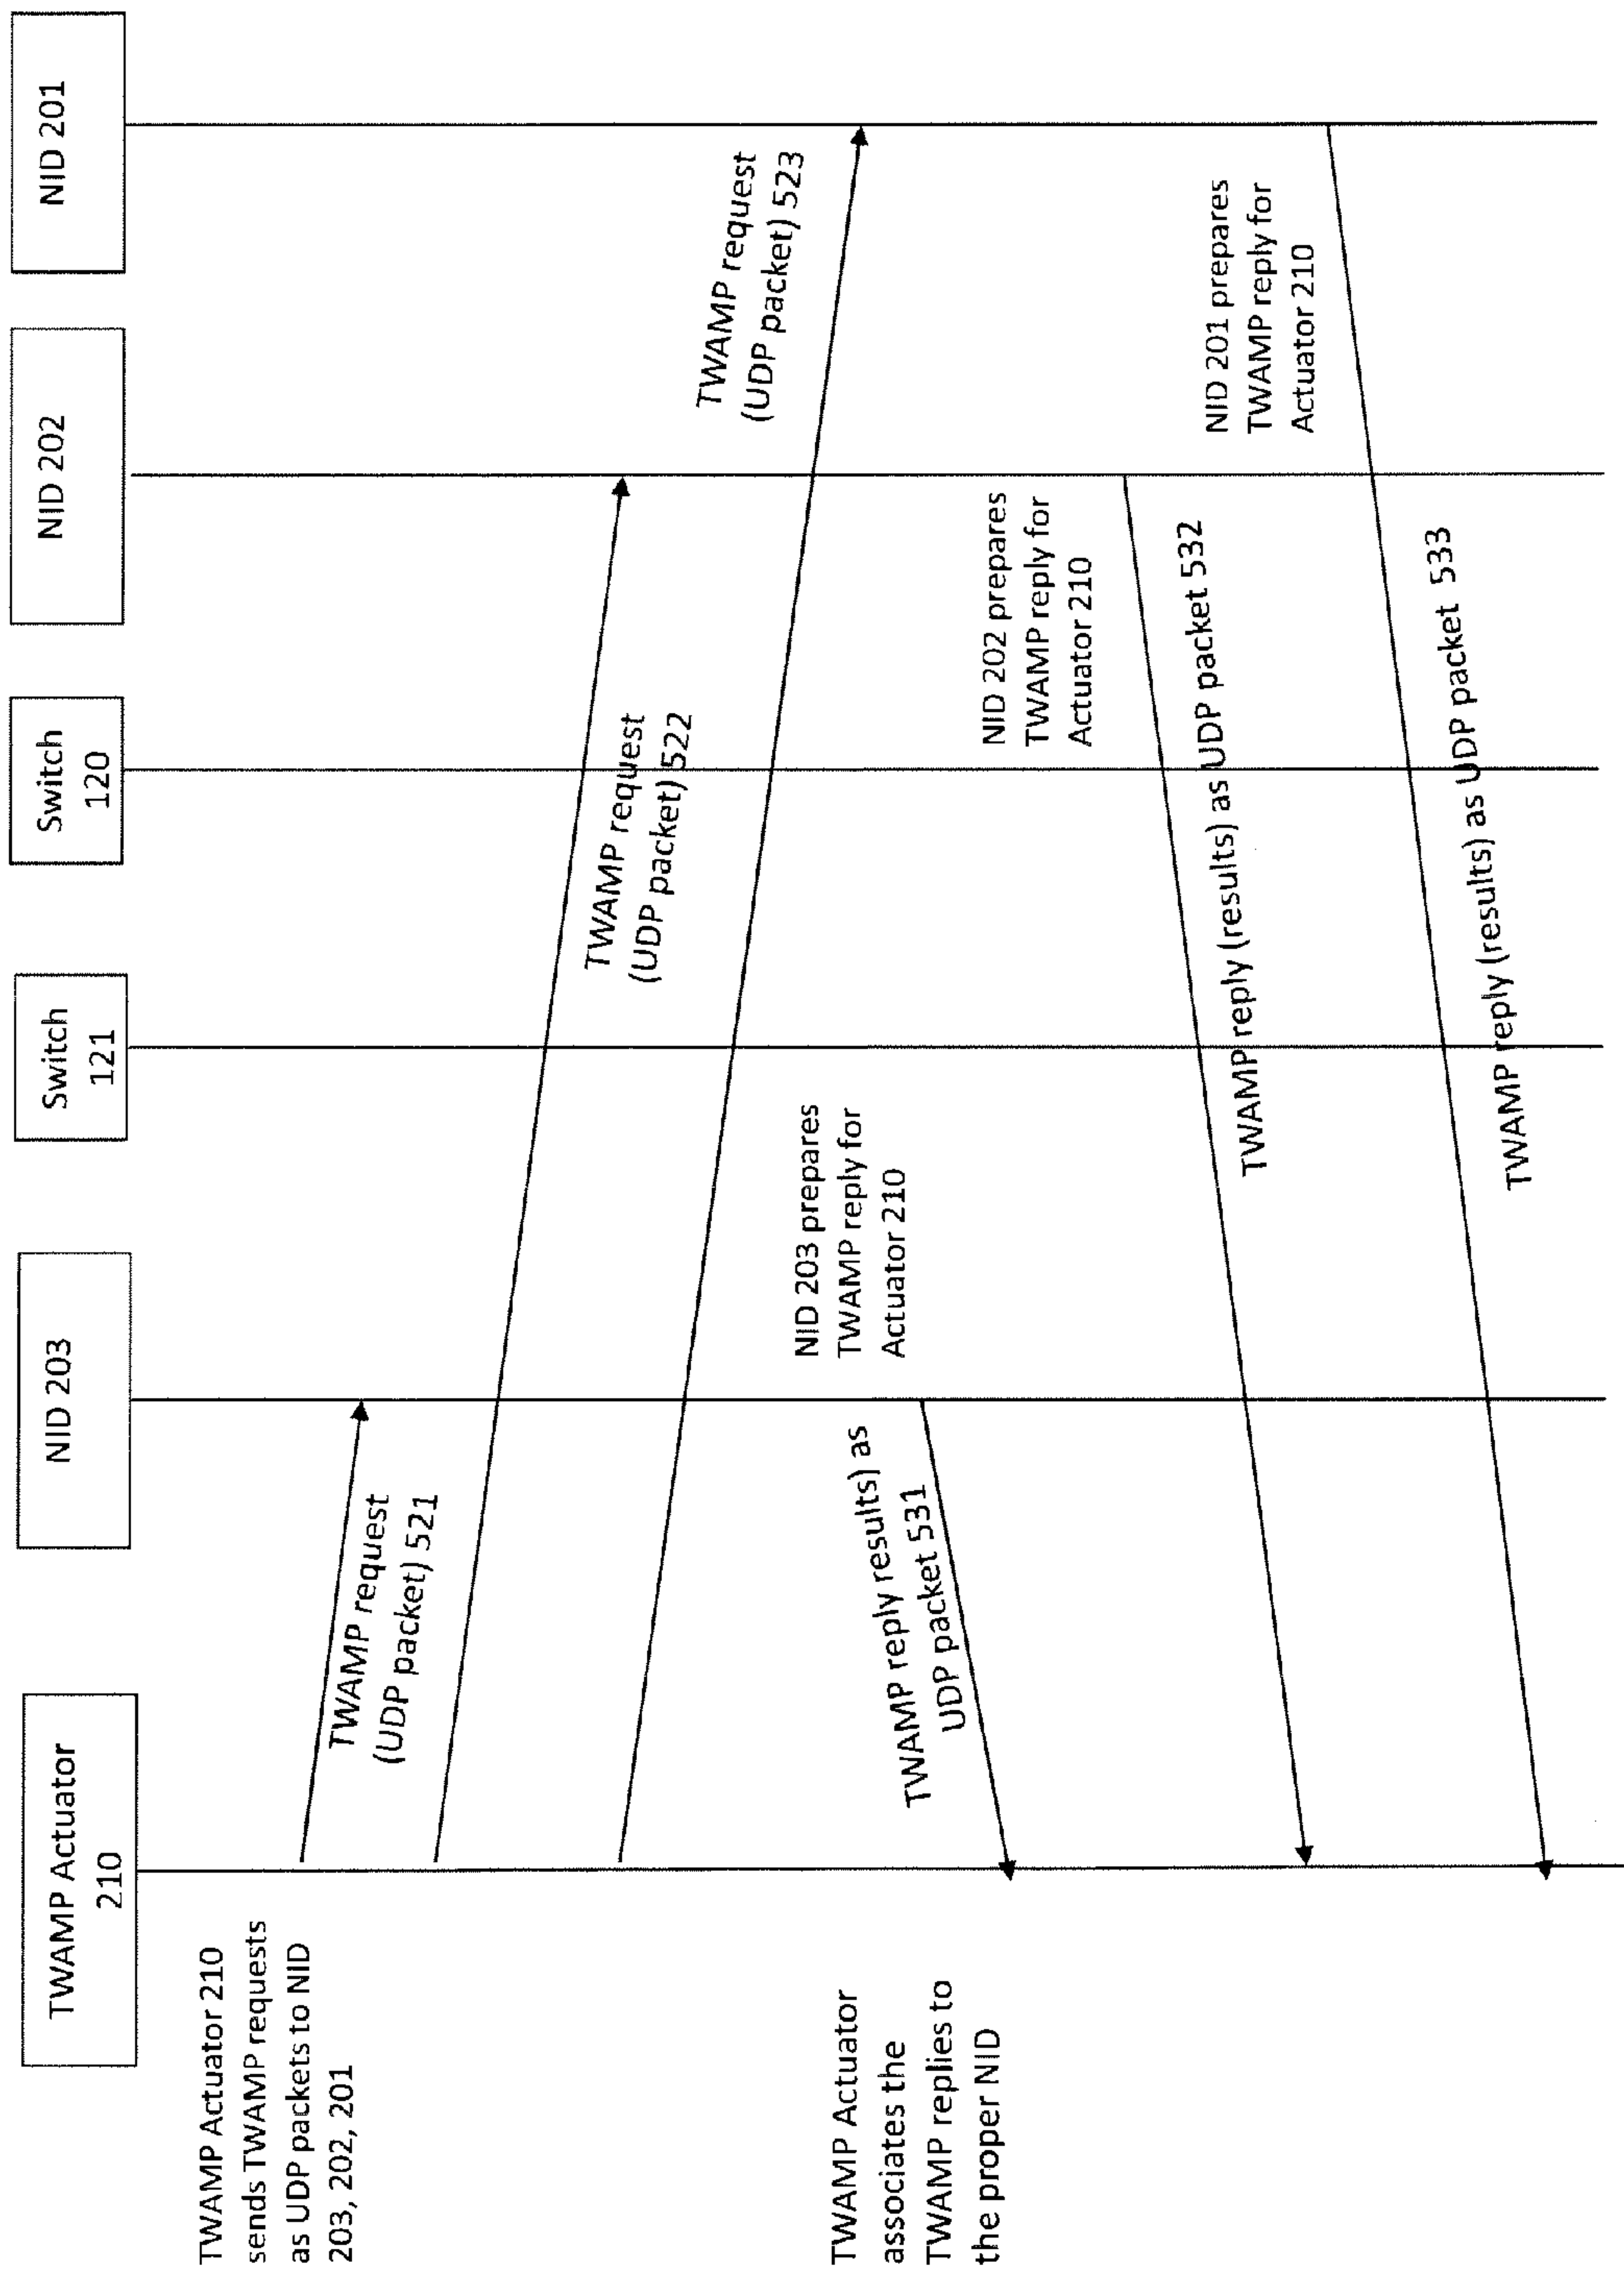 TWAMP Actuator
210
NID 203
Switch
121
Switch
120
NID 202
NID 201
TWAMP Actuator 210
sends TWAMP requests
as UDP packets to NID
203, 202, 201
TWAMP request
(UDP packet) 521
TWAMP request
(UDP packet) 522
TWAMP request
(UDP packet) 523
TWAMP Actuator
associates the
TWAMP replies to
the proper NID
NID 203 prepares
TWAMP reply for
Actuator 210
TWAMP reply results) as
UDP packet 531
NID 202 prepares
TWAMP reply for
Actuator 210
TWAMP reply (results) as UDP packet 532
NID 201 prepares
TWAMP reply for
Actuator 210
TWAMP reply (results) as UDP packet 533